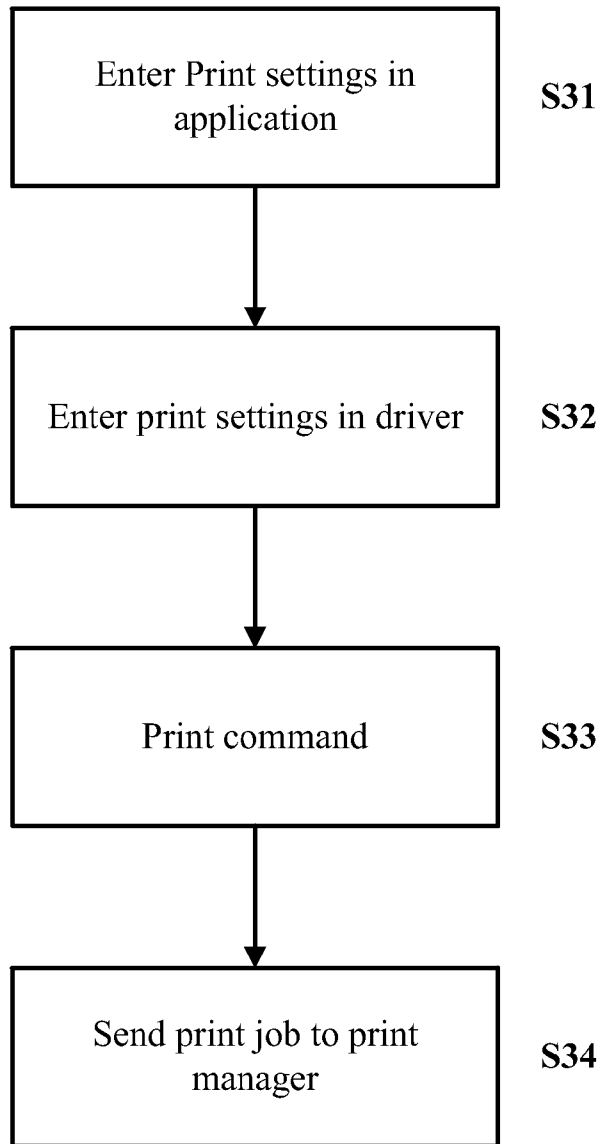 Enter Print settings in
application
S31
Enter print settings in driver
S32
Print command
S33
Send print job to print
manager
S34